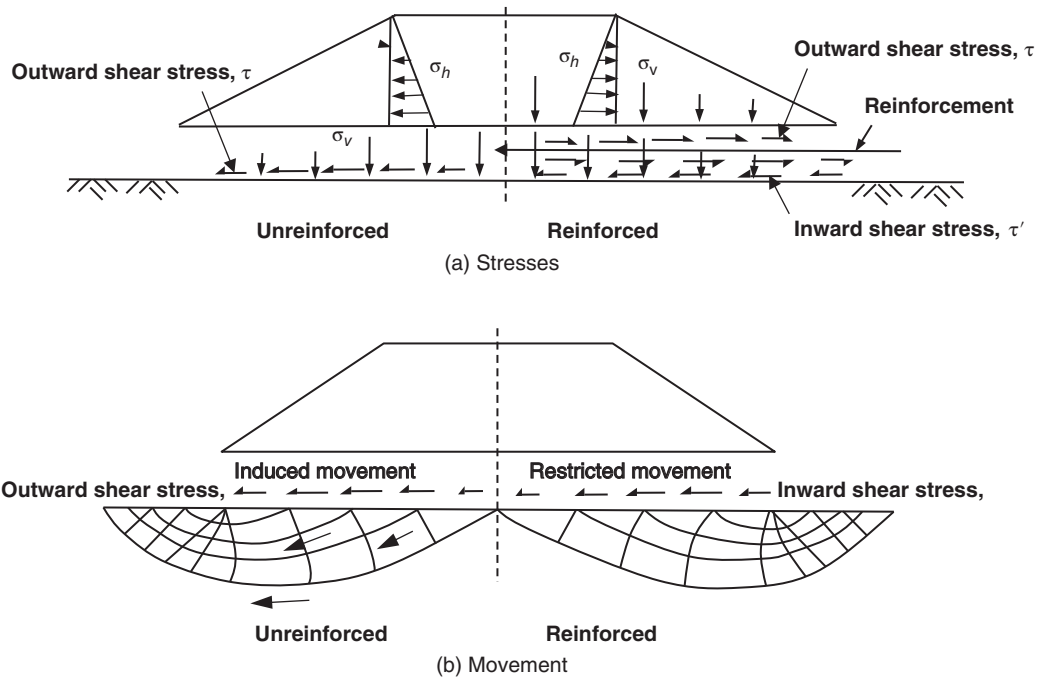 Outward shear stress, τ
σh
σh
σv
Outward shear stress, τ
Reinforcement
σv
Unreinforced
Reinforced
Inward shear stress, τ′
(a) Stresses
Induced movement
Restricted movement
Outward shear stress,
Inward shear stress,
Unreinforced
Reinforced
(b) Movement